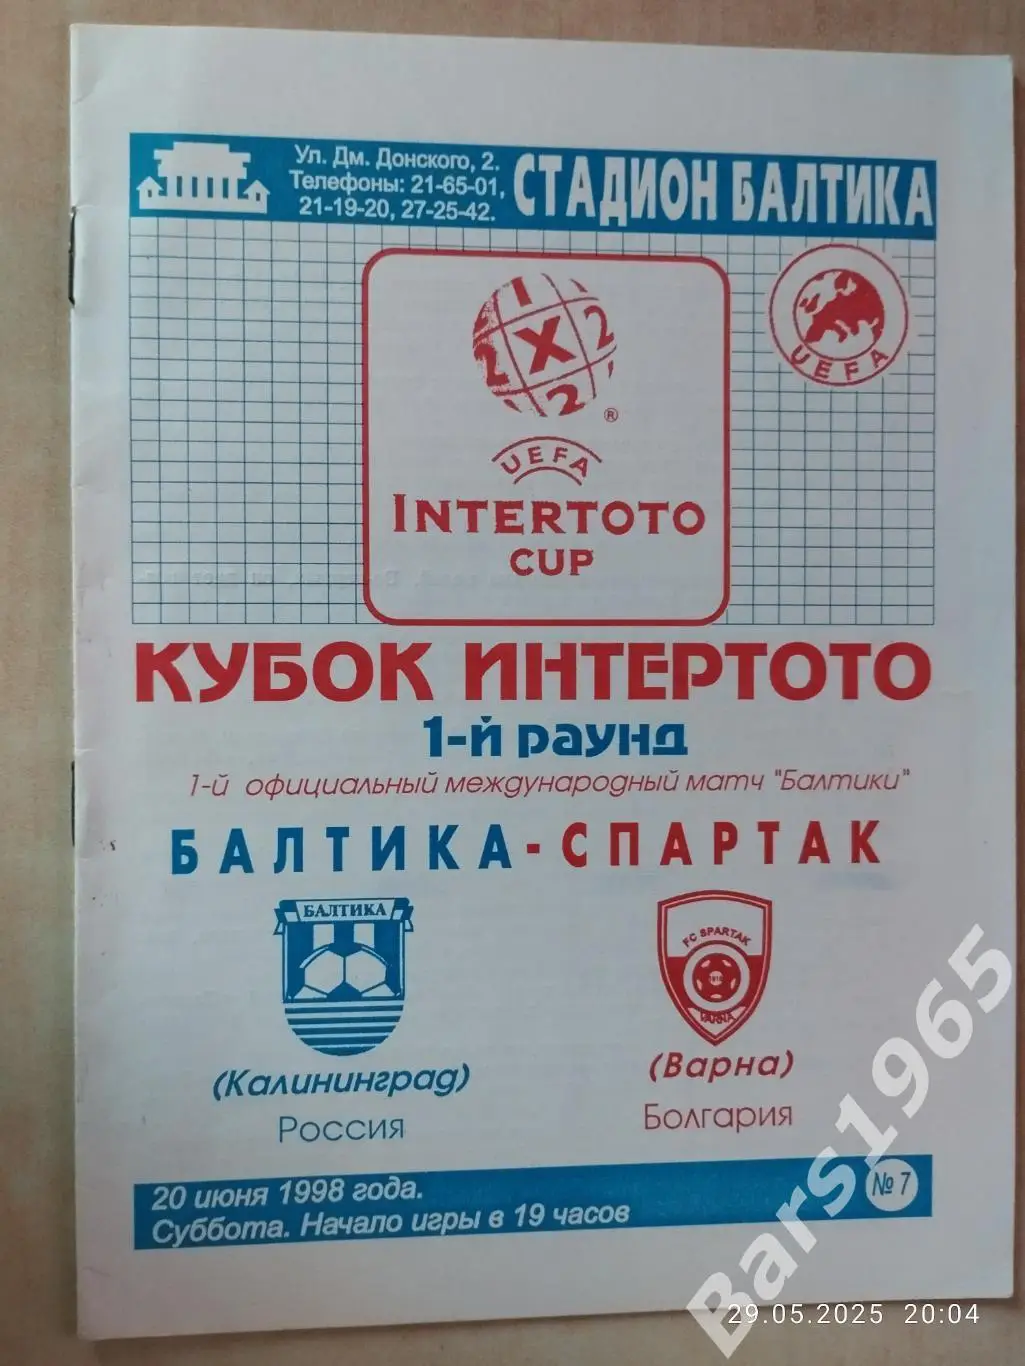 Ул. Дм. Донского, 2.
Телефоны: 21-65-01,
21-19-20, 27-25-42.
СТАДИОН БАЛТИКА
1
2 X 2
2
®
UEFA
INTERTOTO
CUP
UEFA
КУБОК ИНТЕРТОТО
1-й раунд
1-й официальный международный матч "Балтики"
БАЛТИКА-СПАРТАК
БАЛТИКА
FC SPARTAK
1918
VARNA
(Калининград)
Россия
(Варна)
Болгария
20 июня 1998 года.
Суббота. Начало игры в 19 часов
№ 7
Bars1965
29.05.2025 20:04